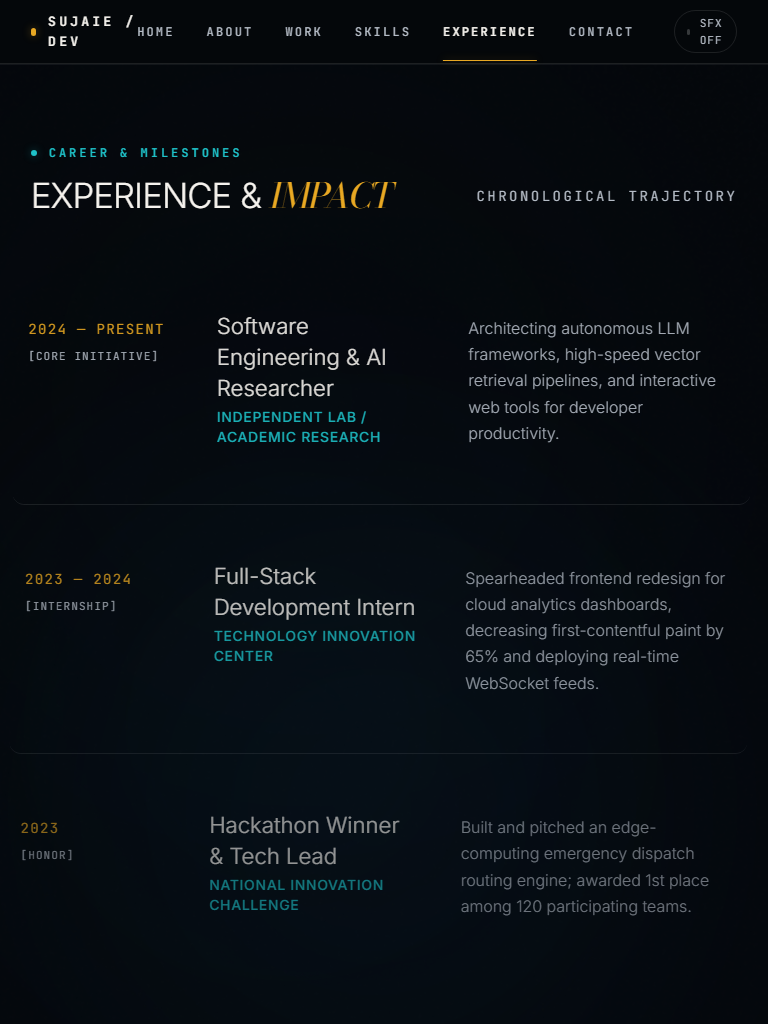 SUJAIE /
DEV
HOME ABOUT WORK SKILLS EXPERIENCE CONTACT
SFX
OFF
CAREER & MILESTONES
EXPERIENCE & IMPACT
CHRONOLOGICAL TRAJECTORY
2024 — PRESENT
[CORE INITIATIVE]
Software
Engineering & AI
Researcher
INDEPENDENT LAB /
ACADEMIC RESEARCH
Architecting autonomous LLM
frameworks, high-speed vector
retrieval pipelines, and interactive
web tools for developer
productivity.
2023 — 2024
[INTERNSHIP]
Full-Stack
Development Intern
TECHNOLOGY INNOVATION
CENTER
Spearheaded frontend redesign for
cloud analytics dashboards,
decreasing first-contentful paint by
65% and deploying real-time
WebSocket feeds.
2023
[HONOR]
Hackathon Winner
& Tech Lead
NATIONAL INNOVATION
CHALLENGE
Built and pitched an edge-
computing emergency dispatch
routing engine; awarded 1st place
among 120 participating teams.